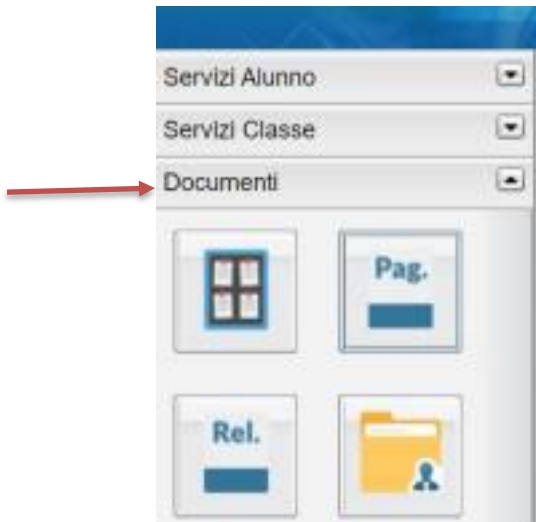 Servizi Alunno
Servizi Classe
Documenti
Pag.
Rel.